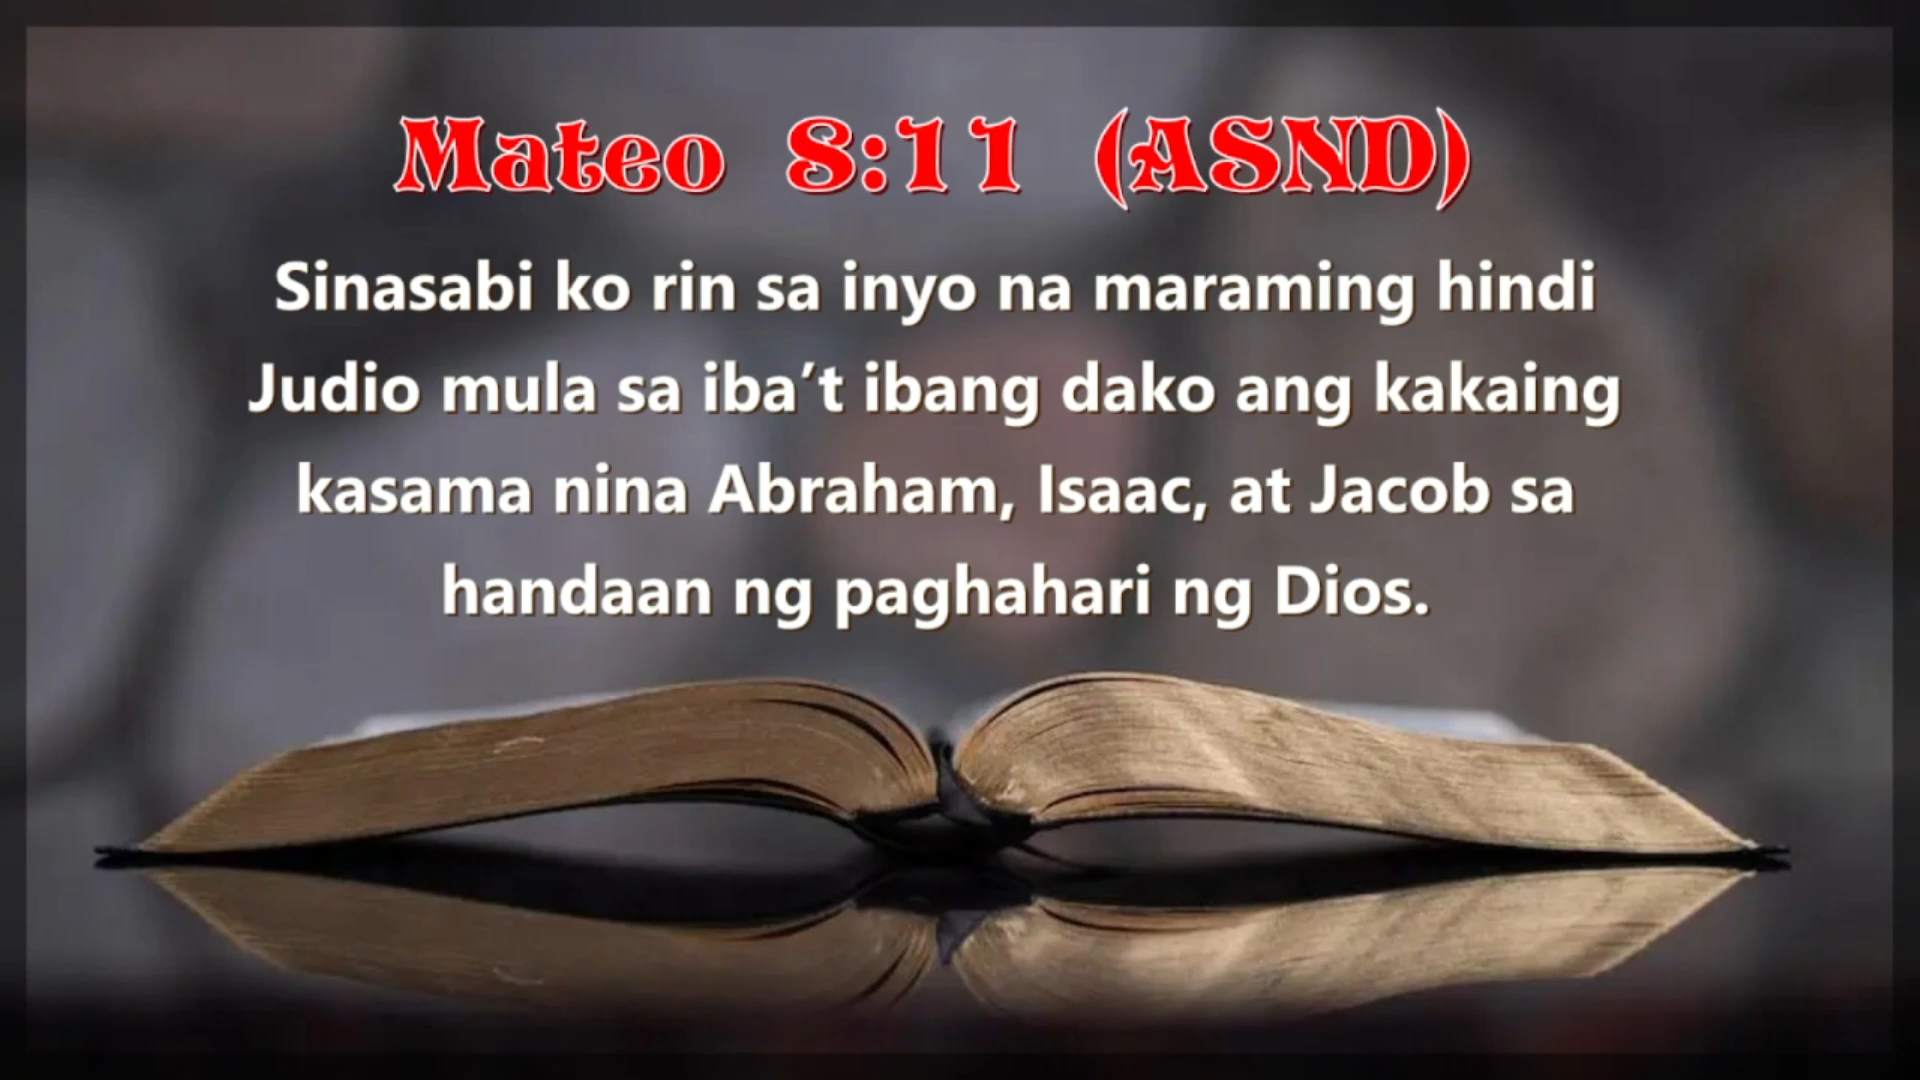 Mateo 8:11 (ASND)
Sinasabi ko rin sa inyo na maraming hindi
Judio mula sa iba’t ibang dako ang kakaing
kasama nina Abraham, Isaac, at Jacob sa
handaan ng paghahari ng Dios.